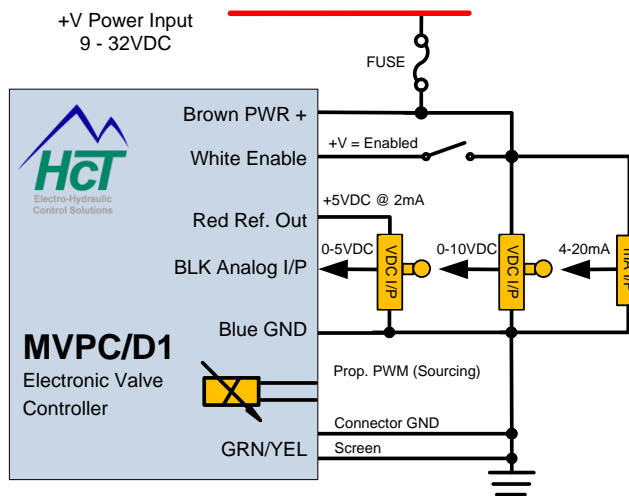 +V Power Input
9 - 32VDC
FUSE
Brown PWR +
White Enable
+V = Enabled
HCT
Electro-Hydraulic
Control Solutions
Red Ref. Out
+5VDC @ 2mA
BLK Analog I/P
0-5VDC
VDC I/P
0-10VDC
VDC I/P
4-20mA
Blue GND
MVPC/D1
Electronic Valve
Controller
Prop. PWM (Sourcing)
Connector GND
GRN/YEL
Screen